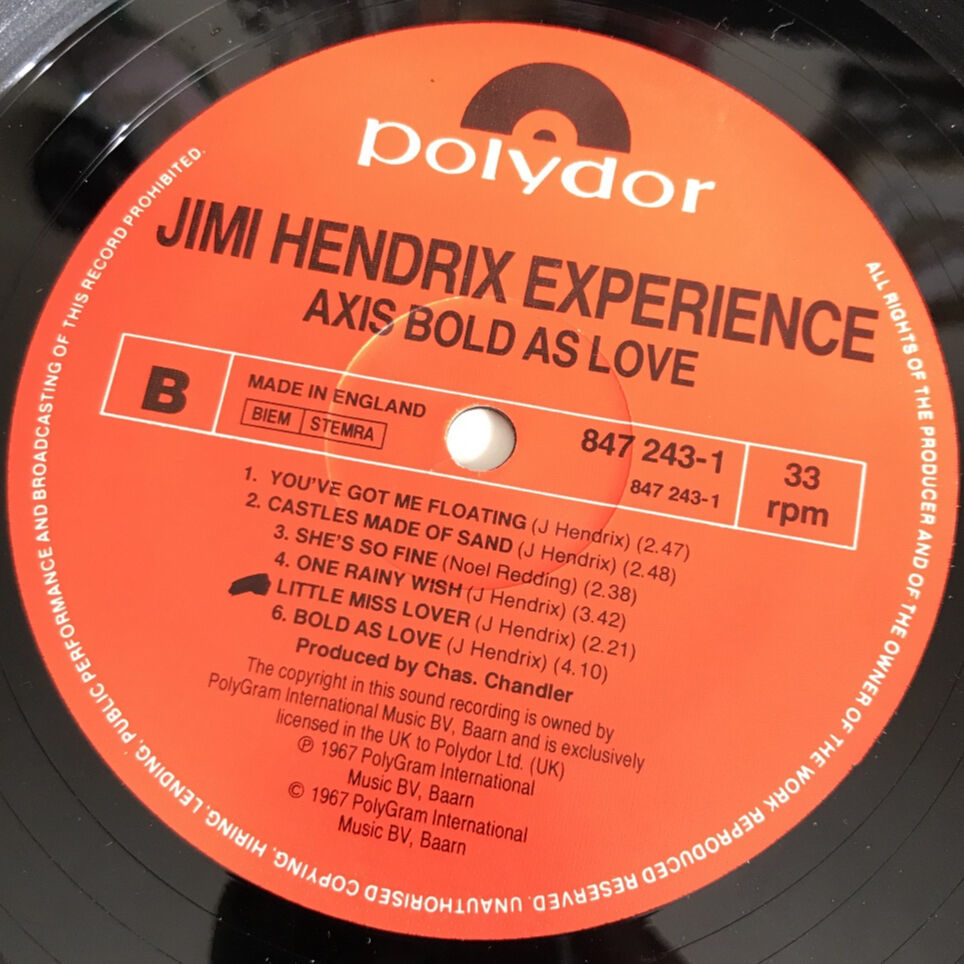 polydor
JIMI HENDRIX EXPERIENCE
AXIS BOLD AS LOVE
B
MADE IN ENGLAND
BIEM STEMRA
847 243-1
847 243-1
33
rpm
1. YOU'VE GOT ME FLOATING (J Hendrix) (2.47)
2. CASTLES MADE OF SAND (J Hendrix) (2.48)
3. SHE'S SO FINE (Noel Redding) (2.38)
4. ONE RAINY WISH (J Hendrix) (3.42)
LITTLE MISS LOVER (J Hendrix) (2.21)
6. BOLD AS LOVE (J Hendrix) (4.10)
Produced by Chas. Chandler
The copyright in this sound recording is owned by
PolyGram International Music BV, Baarn and is exclusively
licensed in the UK to Polydor Ltd. (UK)
℗ 1967 PolyGram International
Music BV, Baarn
© 1967 PolyGram International
Music BV, Baarn
ALL RIGHTS OF THE PRODUCER AND OF THE OWNER OF THE WORK REPRODUCED RESERVED. UNAUTHORISED COPYING, HIRING, LENDING, PUBLIC PERFORMANCE AND BROADCASTING OF THIS RECORD PROHIBITED.